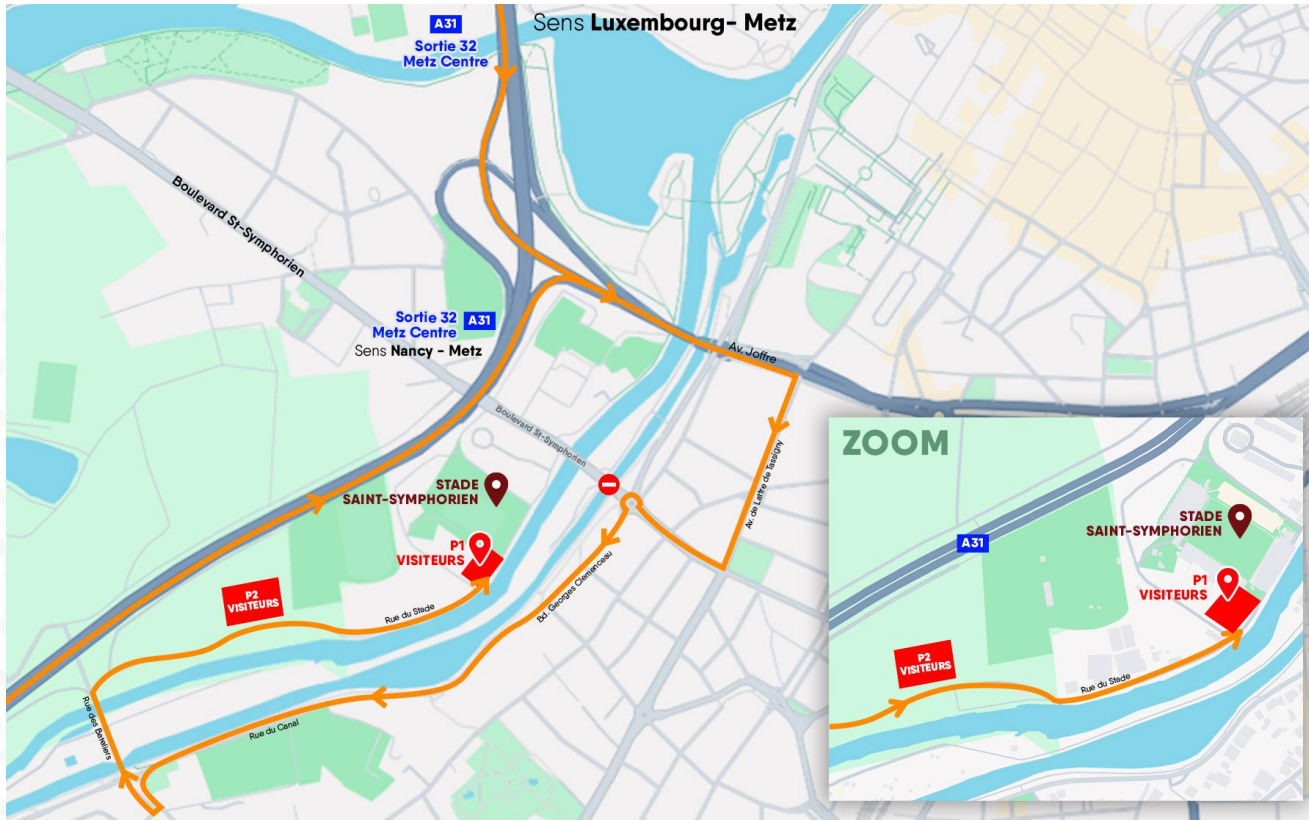 Sens Luxembourg- Metz
A31
Sortie 32
Metz Centre
Boulevard St-Symphorien
Sortie 32
Metz Centre
A31
Sens Nancy - Metz
Av. Joffre
Boulevard St-Symphorien
Av. de Lattre de Tassigny
STADE
SAINT-SYMPHORIEN
P1
VISITEURS
P2
VISITEURS
Rue du Stade
Bd. Georges Clemenceau
Rue des Bateliers
Rue du Canal
ZOOM
A31
STADE
SAINT-SYMPHORIEN
P1
VISITEURS
P2
VISITEURS
Rue du Stade